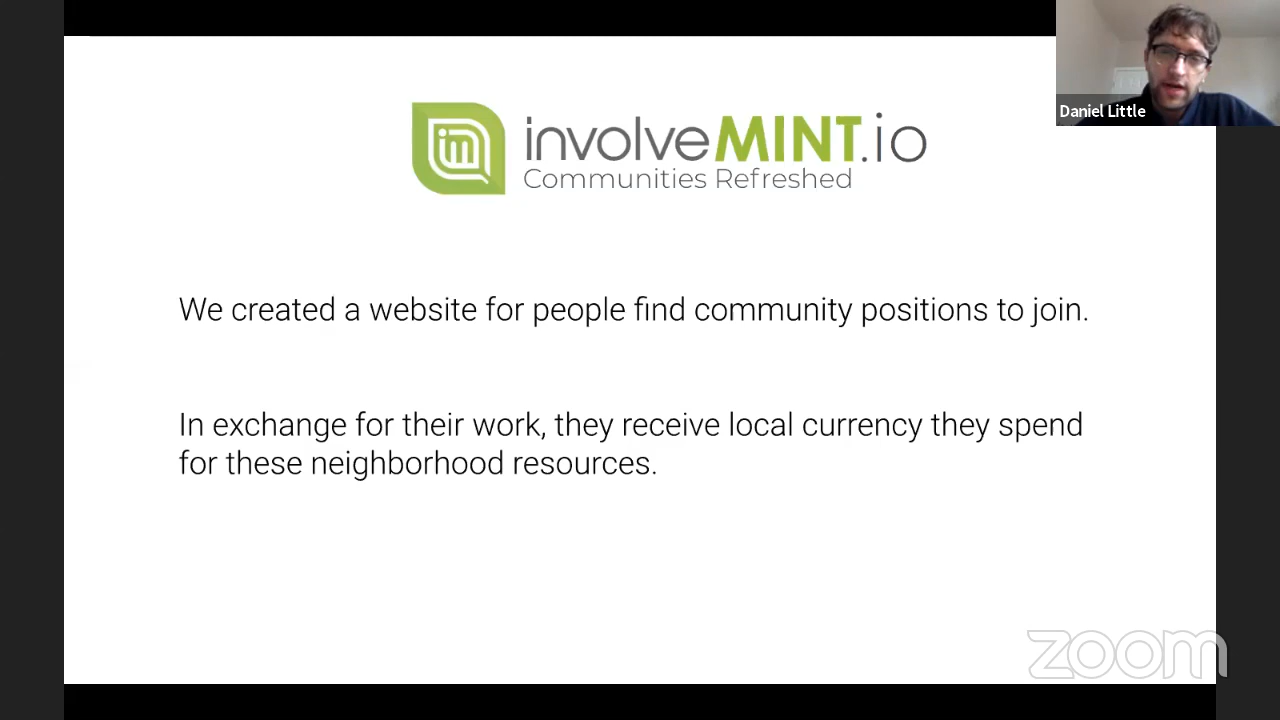 Daniel Little
im
involveMINT.io
Communities Refreshed
We created a website for people find community positions to join.
In exchange for their work, they receive local currency they spend
for these neighborhood resources.
zoom